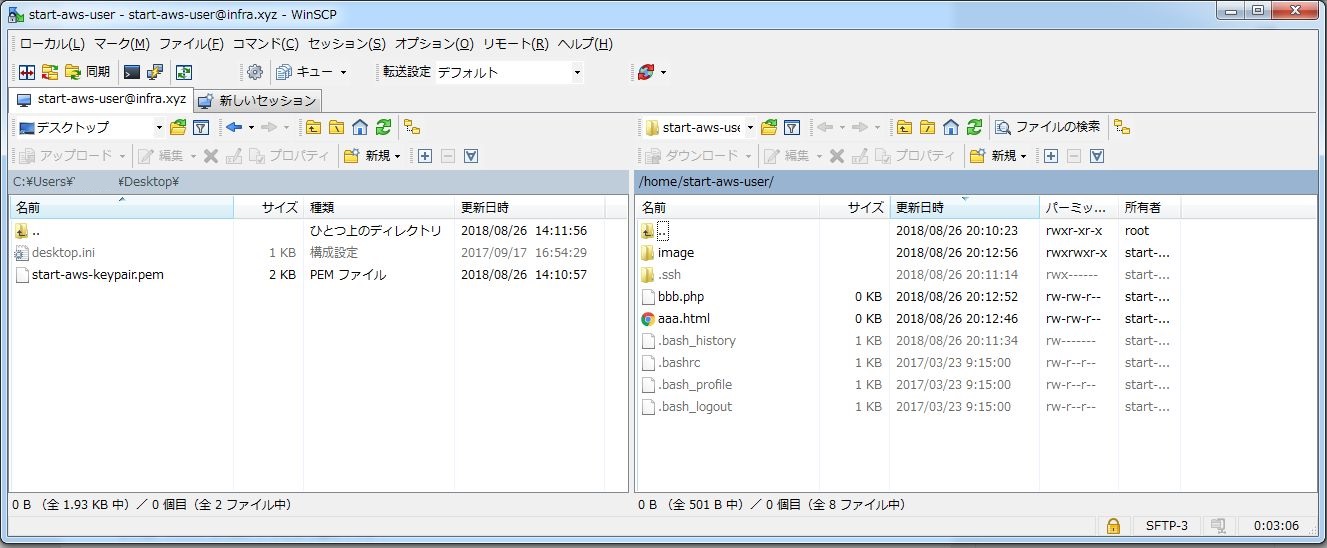 start-aws-user - start-aws-user@infra.xyz - WinSCP
ローカル(L) マーク(M) ファイル(F) コマンド(C) セッション(S) オプション(O) リモート(R) ヘルプ(H)
同期 キュー 転送設定 デフォルト
start-aws-user@infra.xyz 新しいセッション
デスクトップ start-aws-use ファイルの検索
アップロード 編集 プロパティ 新規 ダウンロード 編集 プロパティ 新規
C:¥Users¥ ¥Desktop¥ /home/start-aws-user/
名前 サイズ 種類 更新日時 名前 サイズ 更新日時 パーミッ... 所有者
.. ひとつ上のディレクトリ 2018/08/26 14:11:56 .. 2018/08/26 20:10:23 rwxr-xr-x root
desktop.ini 1 KB 構成設定 2017/09/17 16:54:29 image 2018/08/26 20:12:56 rwxrwxr-x start-...
start-aws-keypair.pem 2 KB PEM ファイル 2018/08/26 14:10:57 .ssh 2018/08/26 20:11:14 rwx------ start-...
bbb.php 0 KB 2018/08/26 20:12:52 rw-rw-r-- start-...
aaa.html 0 KB 2018/08/26 20:12:46 rw-rw-r-- start-...
.bash_history 1 KB 2018/08/26 20:11:34 rw------- start-...
.bashrc 1 KB 2017/03/23 9:15:00 rw-r--r-- start-...
.bash_profile 1 KB 2017/03/23 9:15:00 rw-r--r-- start-...
.bash_logout 1 KB 2017/03/23 9:15:00 rw-r--r-- start-...
0 B (全 1.93 KB 中) / 0 個目 (全 2 ファイル中) 0 B (全 501 B 中) / 0 個目 (全 8 ファイル中)
SFTP-3 0:03:06